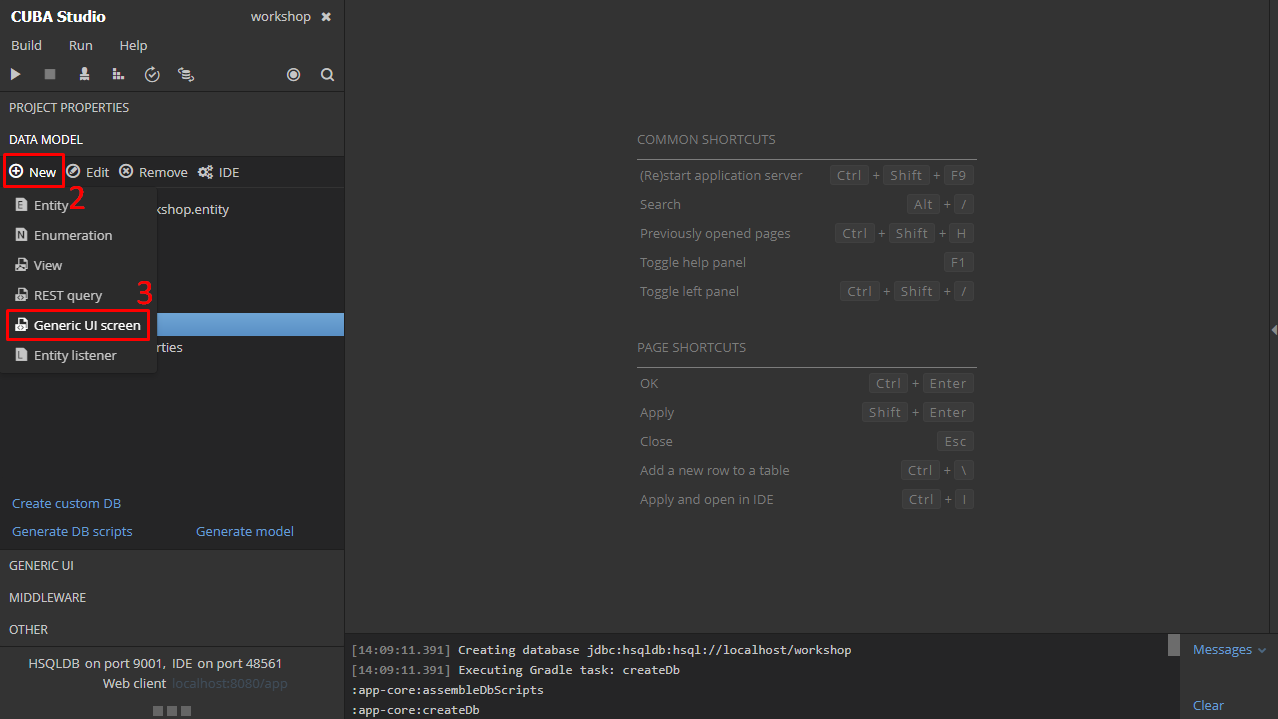 CUBA Studio
workshop ×
Build Run Help
PROJECT PROPERTIES
DATA MODEL
New Edit Remove IDE
2
Entity
kshop.entity
Enumeration
View
REST query
3
Generic UI screen
Entity listener
rties
Create custom DB
Generate DB scripts Generate model
GENERIC UI
MIDDLEWARE
OTHER
HSQLDB on port 9001, IDE on port 48561
Web client localhost:8080/app
COMMON SHORTCUTS
(Re)start application server Ctrl + Shift + F9
Search Alt + /
Previously opened pages Ctrl + Shift + H
Toggle help panel F1
Toggle left panel Ctrl + Shift + /
PAGE SHORTCUTS
OK Ctrl + Enter
Apply Shift + Enter
Close Esc
Add a new row to a table Ctrl + \
Apply and open in IDE Ctrl + I
[14:09:11.391] Creating database jdbc:hsqldb:hsql://localhost/workshop
[14:09:11.391] Executing Gradle task: createDb
:app-core:assembleDbScripts
:app-core:createDb
Messages
Clear